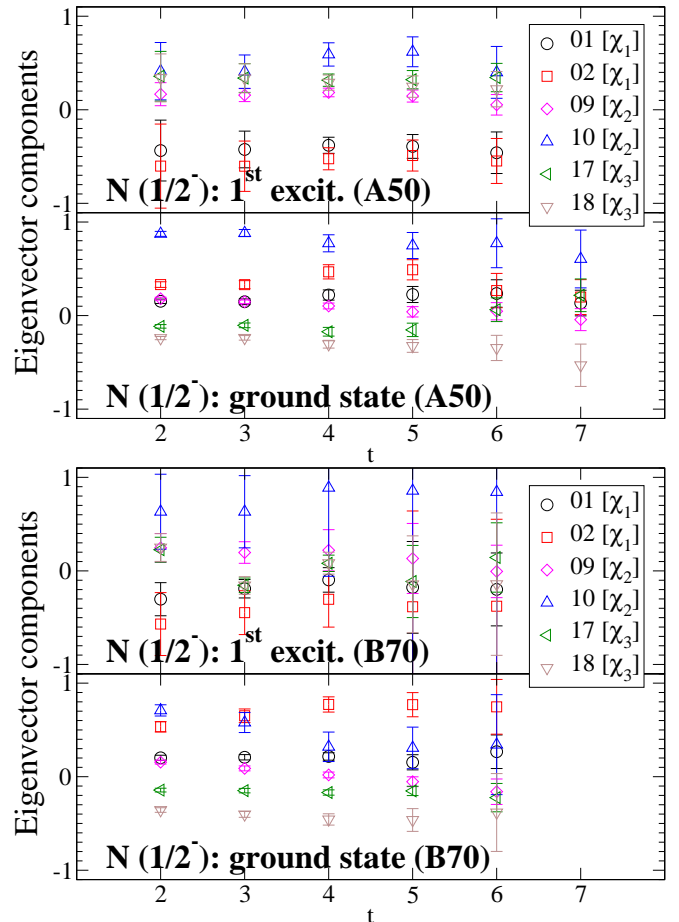 1
0
-1
N (1/2⁻): 1ˢᵗ excit. (A50)
01 [χ₁]
02 [χ₁]
09 [χ₂]
10 [χ₂]
17 [χ₃]
18 [χ₃]
1
0
-1
N (1/2⁻): ground state (A50)
Eigenvector components
2 3 4 5 6 7
t
1
0
-1
N (1/2⁻): 1ˢᵗ excit. (B70)
01 [χ₁]
02 [χ₁]
09 [χ₂]
10 [χ₂]
17 [χ₃]
18 [χ₃]
1
0
-1
N (1/2⁻): ground state (B70)
Eigenvector components
2 3 4 5 6 7
t